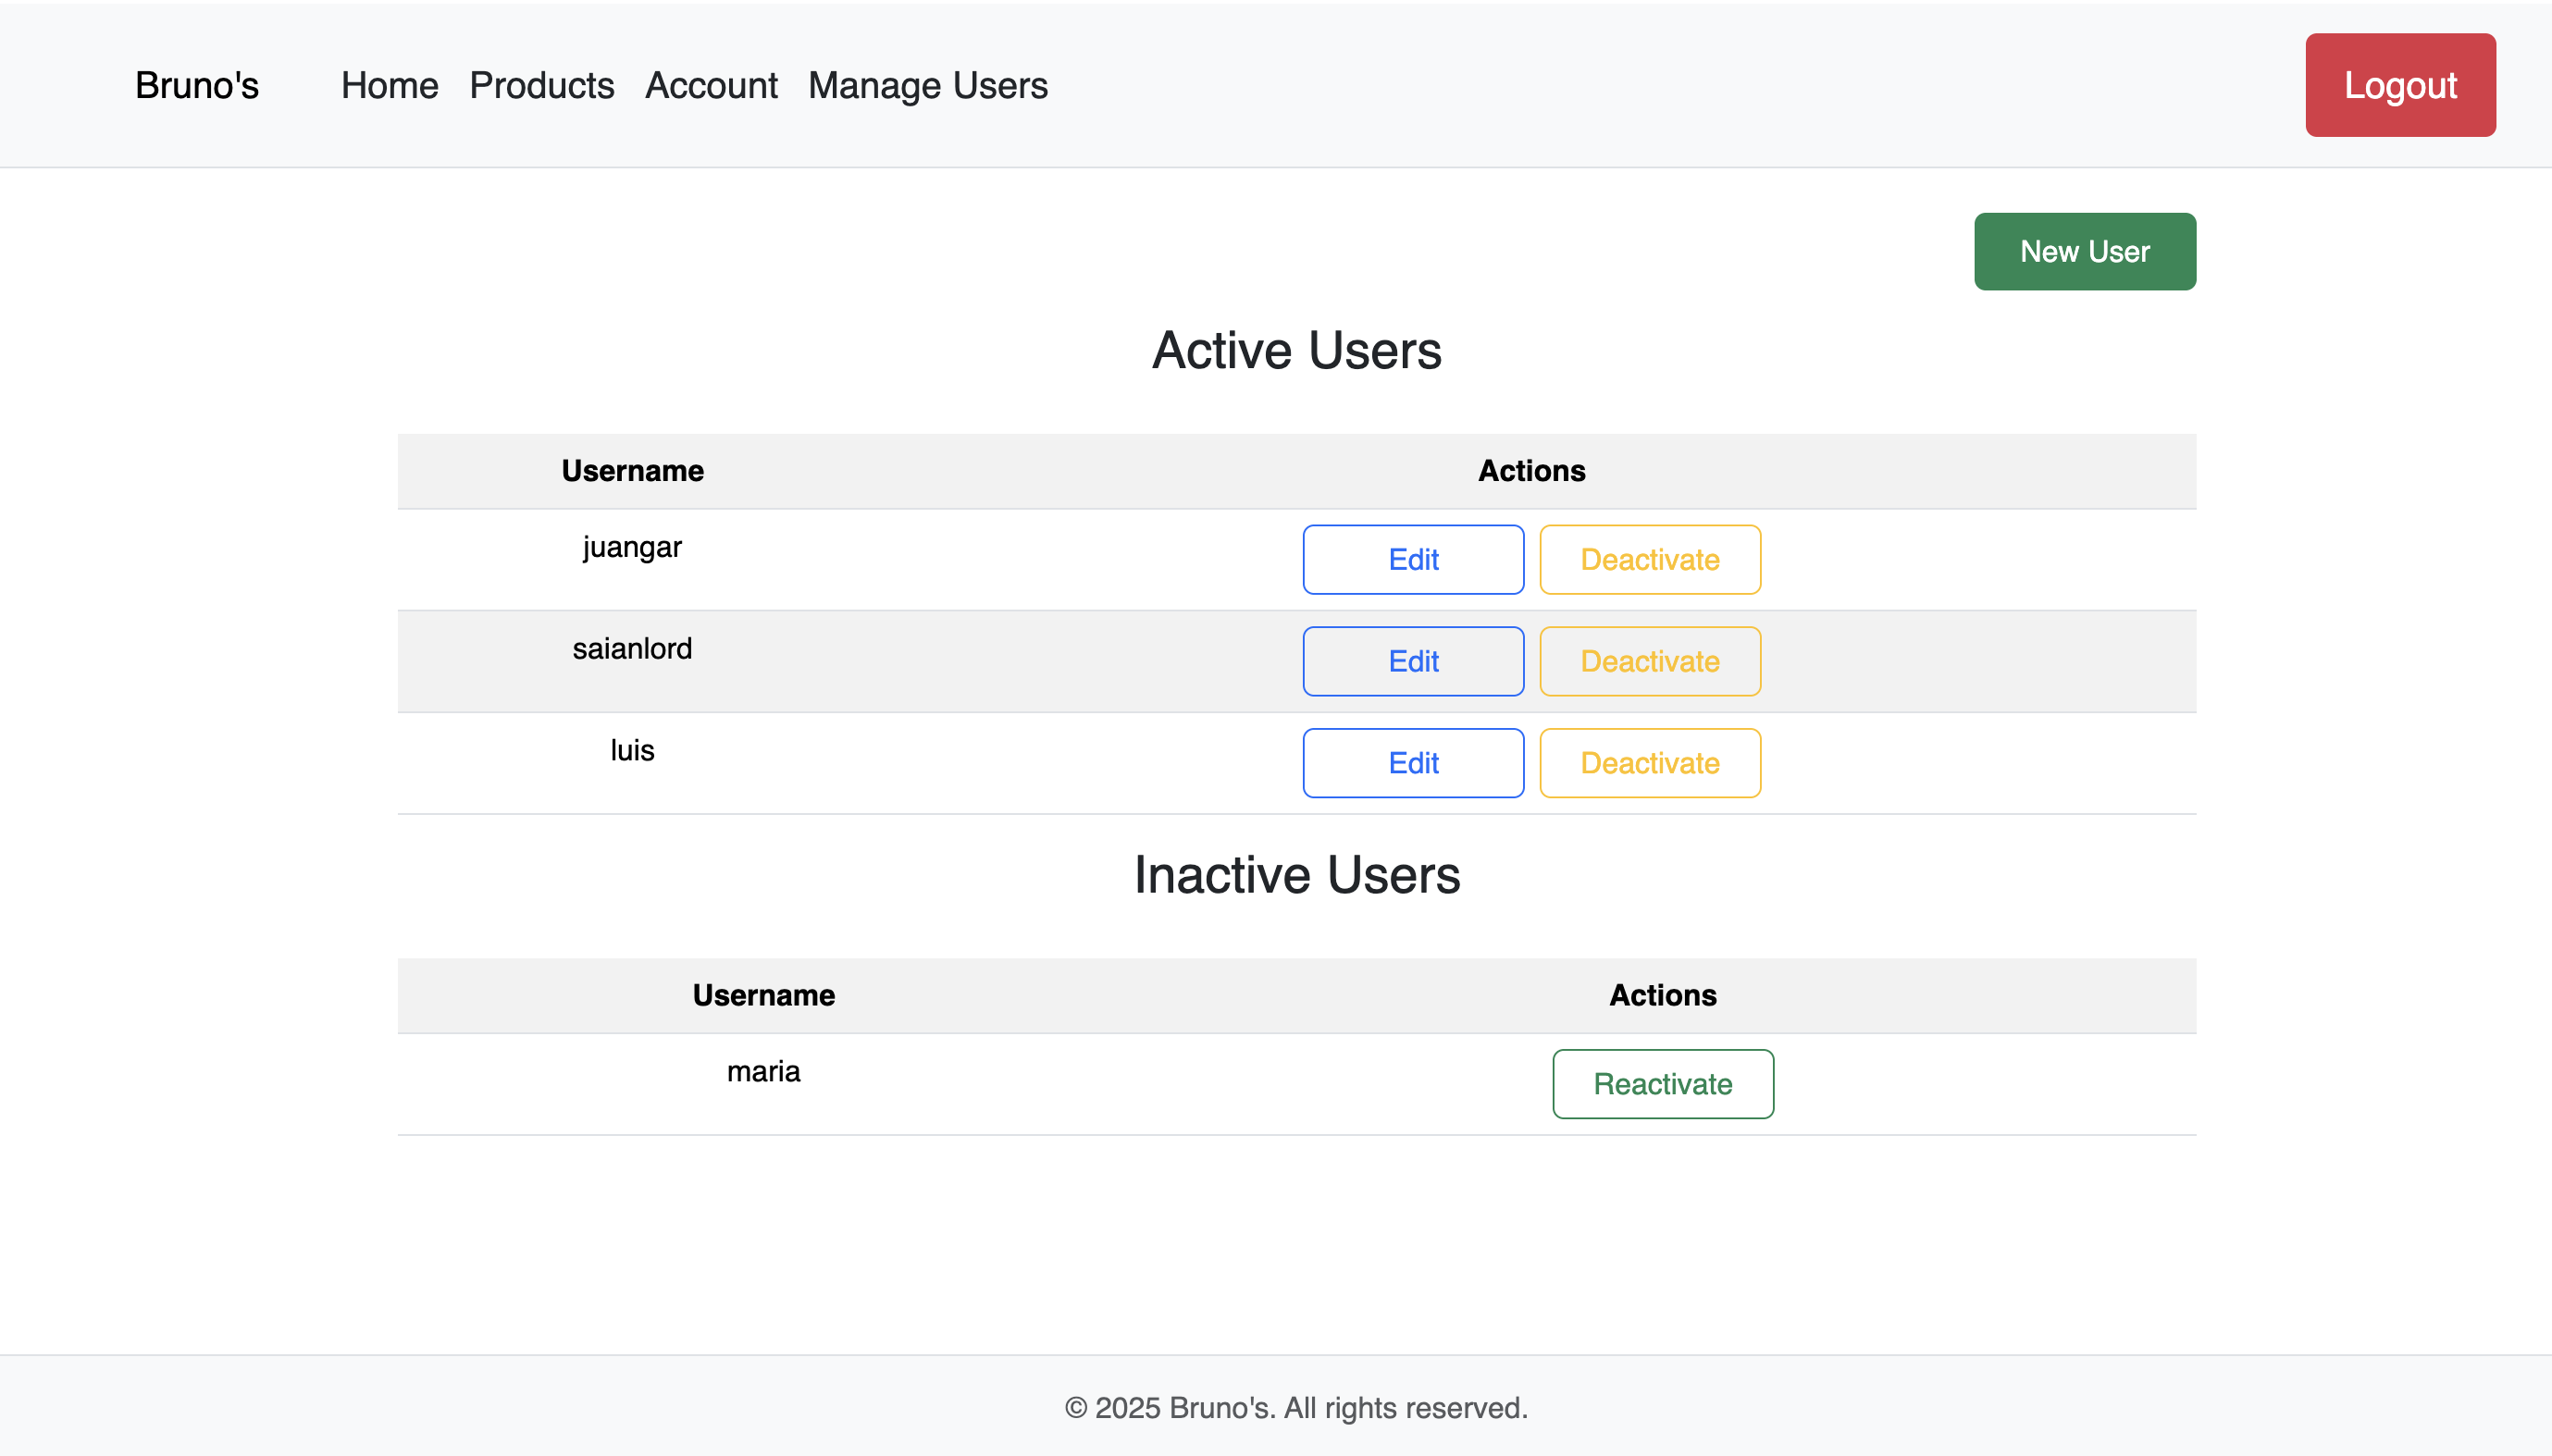 Bruno's Home Products Account Manage Users Logout
New User
Active Users
Username Actions
juangar Edit Deactivate
saianlord Edit Deactivate
luis Edit Deactivate
Inactive Users
Username Actions
maria Reactivate
© 2025 Bruno's. All rights reserved.